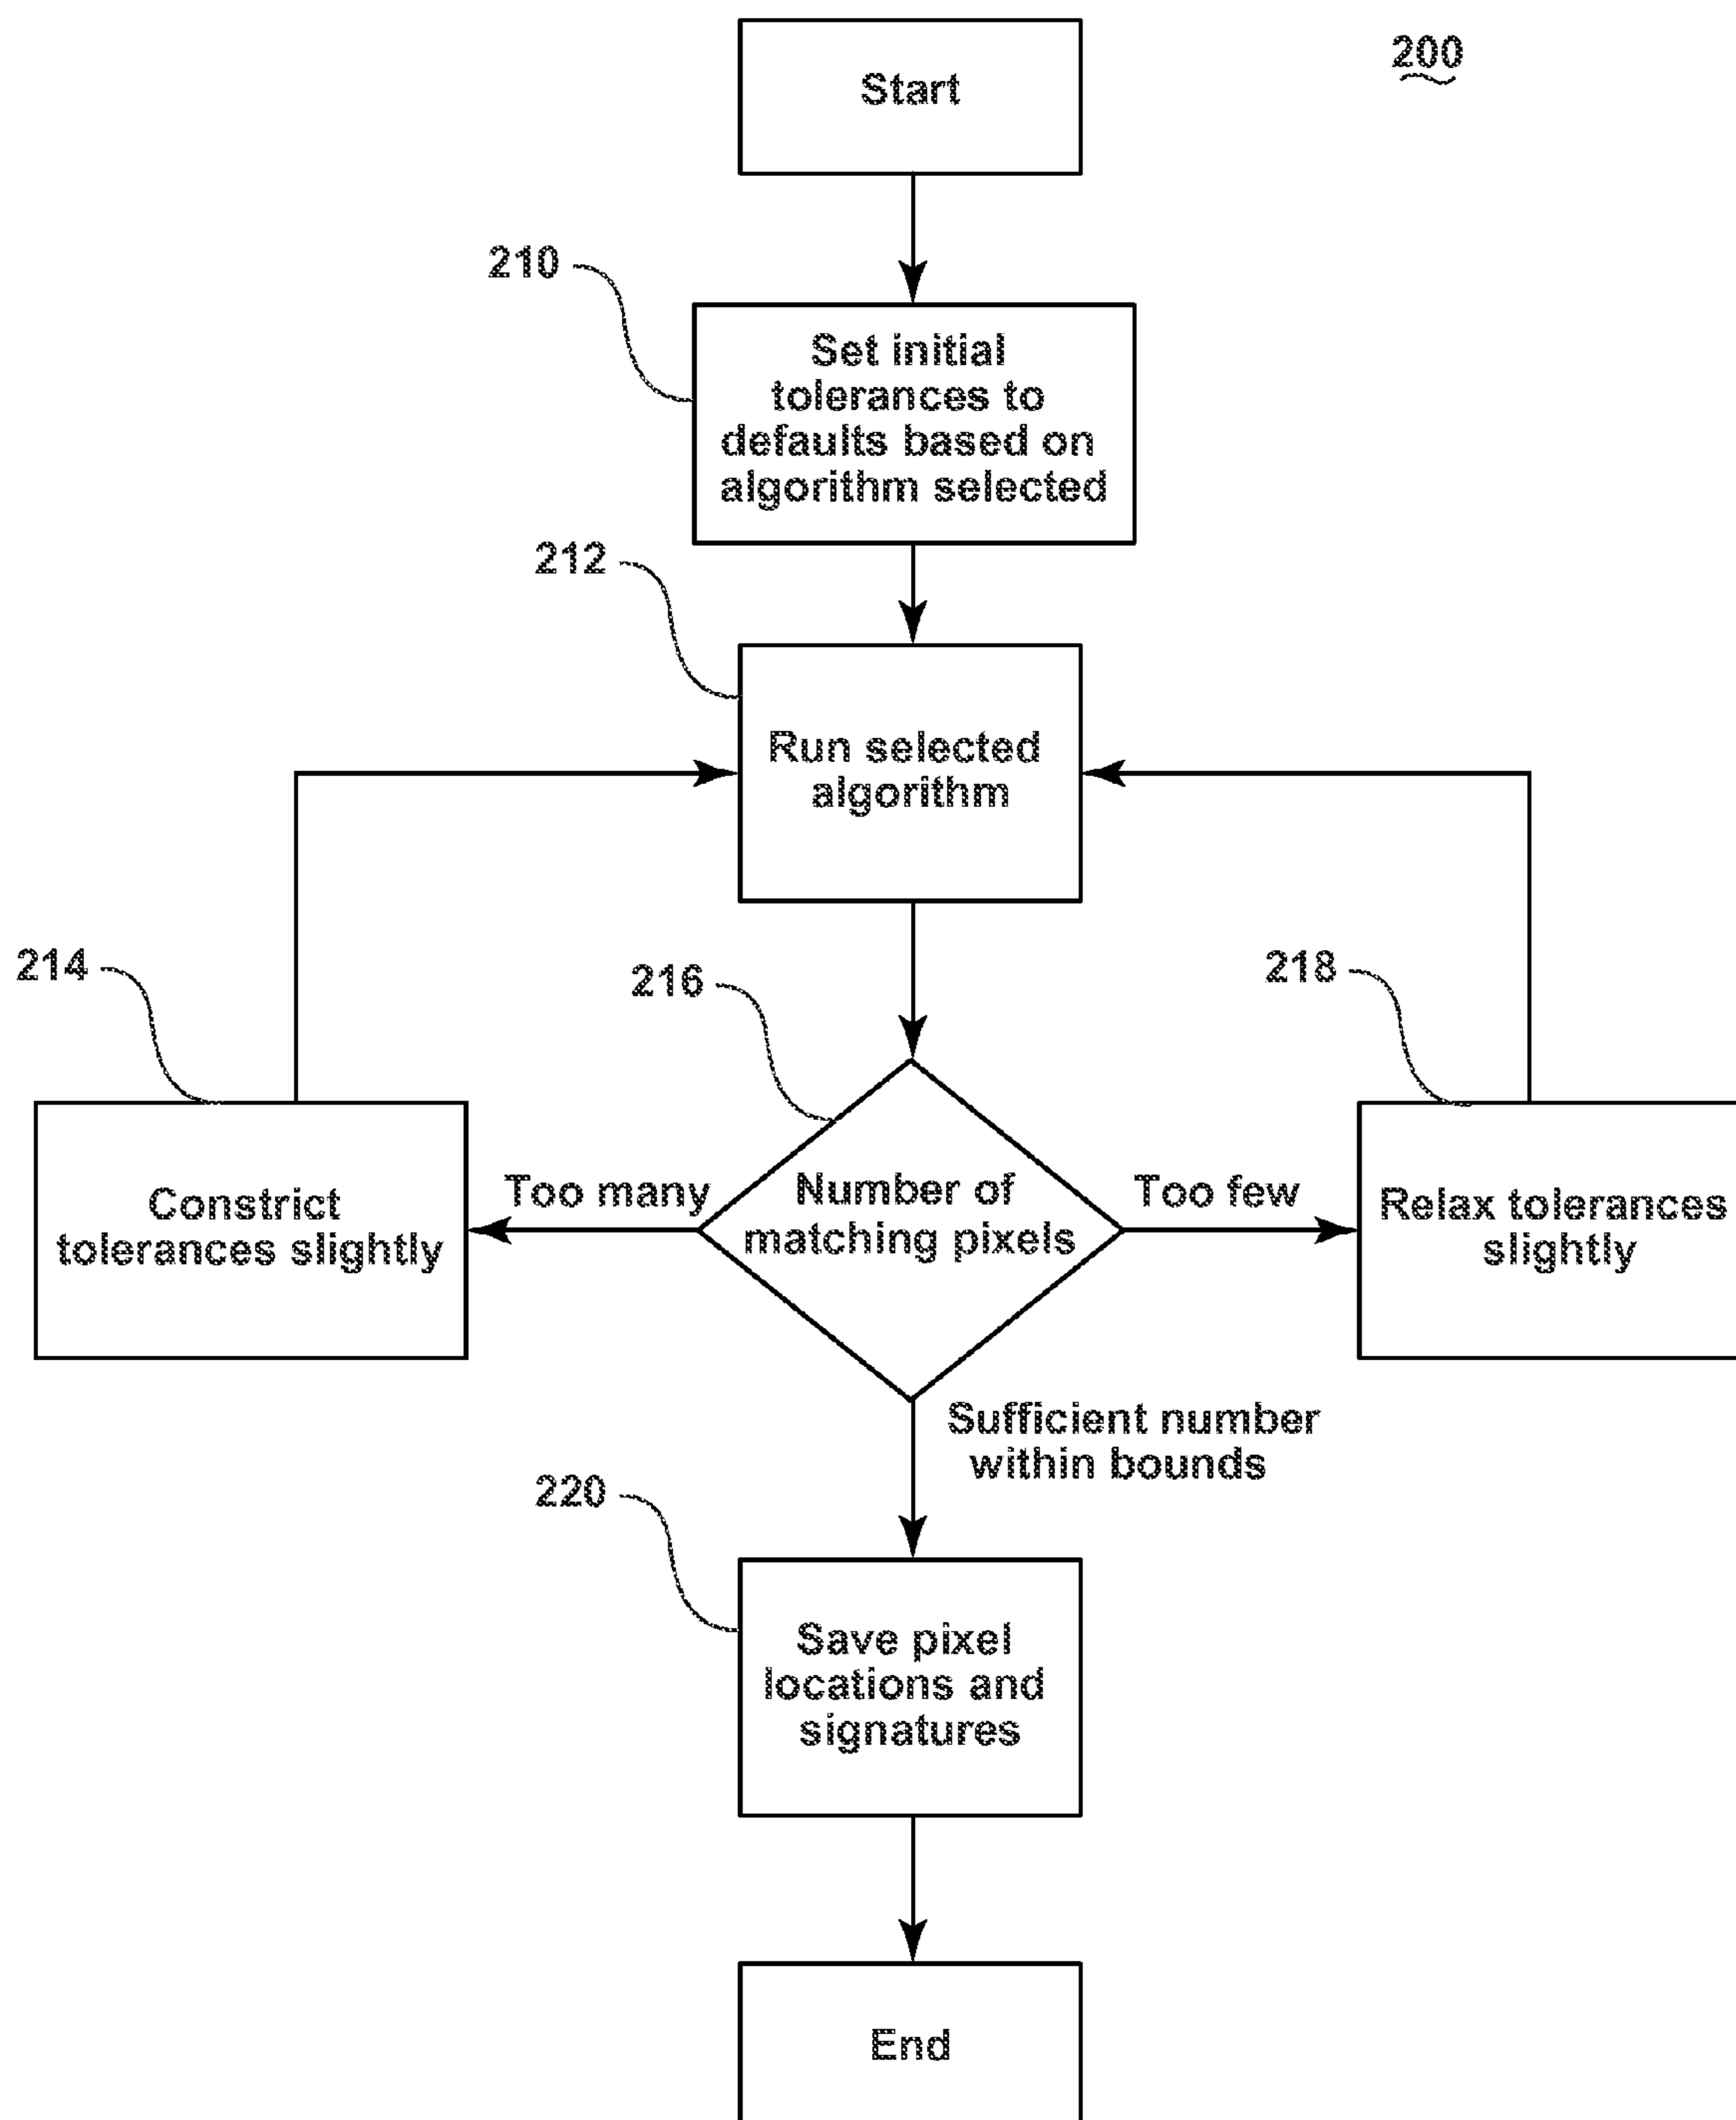 Start
200
210
Set initial
tolerances to
defaults based on
algorithm selected
212
Run selected
algorithm
214
216
218
Constrict
tolerances slightly
Too many
Number of
matching pixels
Too few
Relax tolerances
slightly
Sufficient number
within bounds
220
Save pixel
locations and
signatures
End